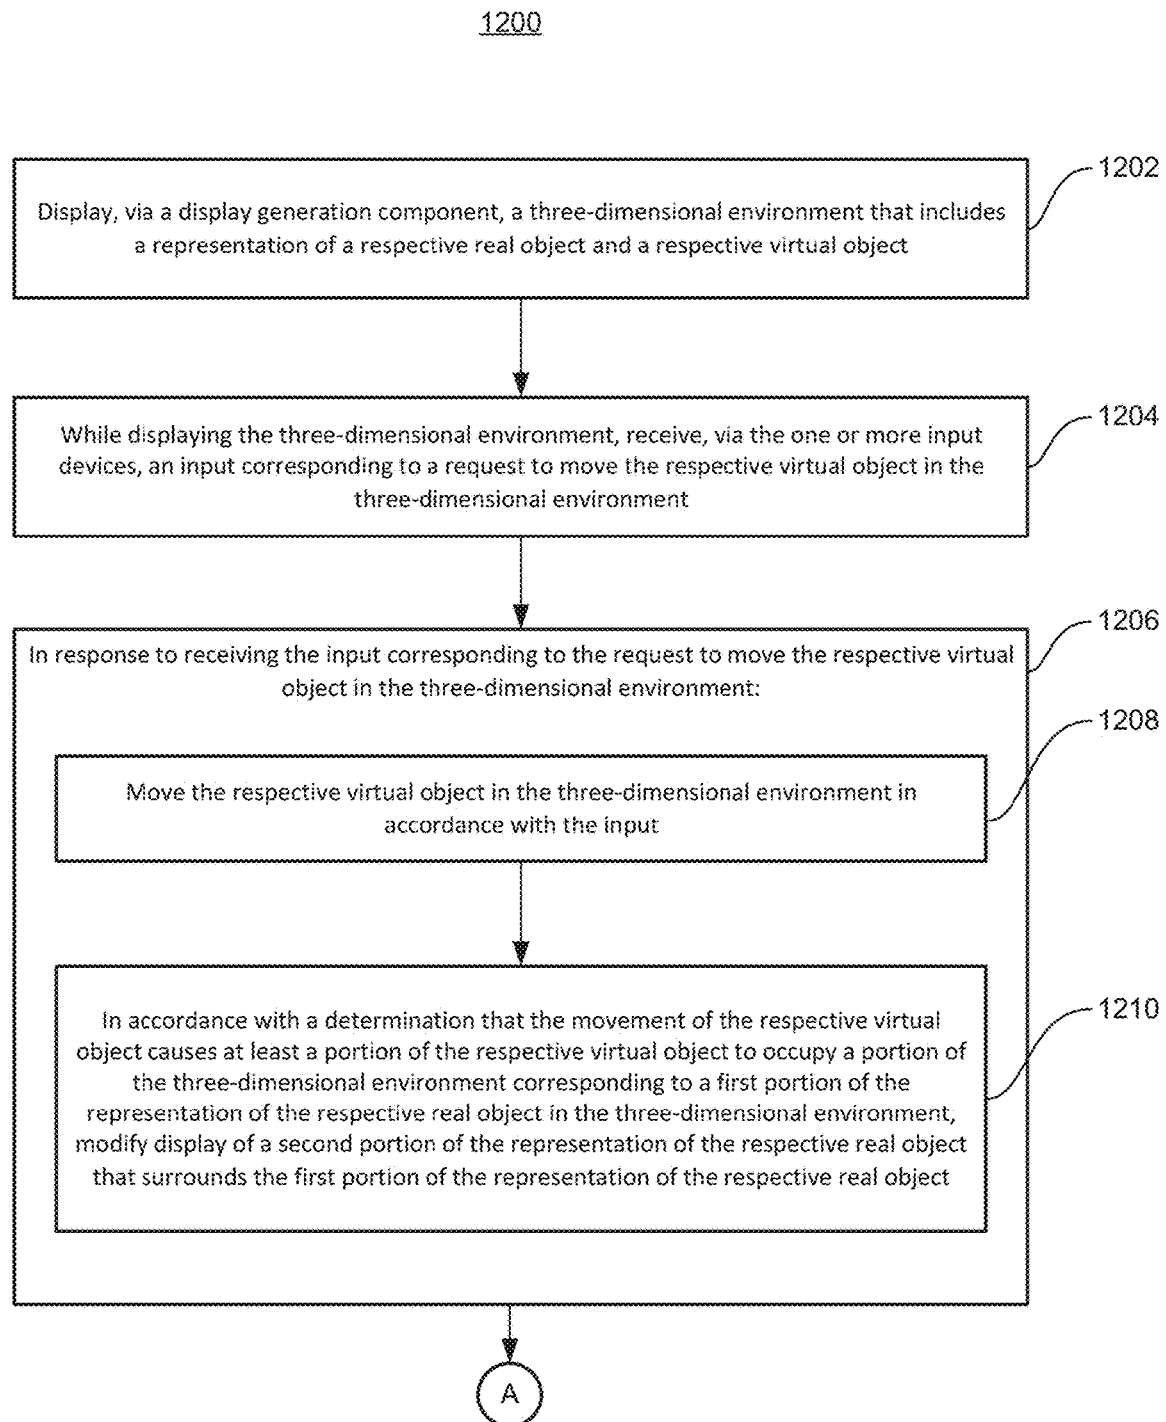 1200
1202
Display, via a display generation component, a three-dimensional environment that includes
a representation of a respective real object and a respective virtual object
1204
While displaying the three-dimensional environment, receive, via the one or more input
devices, an input corresponding to a request to move the respective virtual object in the
three-dimensional environment
1206
In response to receiving the input corresponding to the request to move the respective virtual
object in the three-dimensional environment:
1208
Move the respective virtual object in the three-dimensional environment in
accordance with the input
1210
In accordance with a determination that the movement of the respective virtual
object causes at least a portion of the respective virtual object to occupy a portion of
the three-dimensional environment corresponding to a first portion of the
representation of the respective real object in the three-dimensional environment,
modify display of a second portion of the representation of the respective real object
that surrounds the first portion of the representation of the respective real object
A